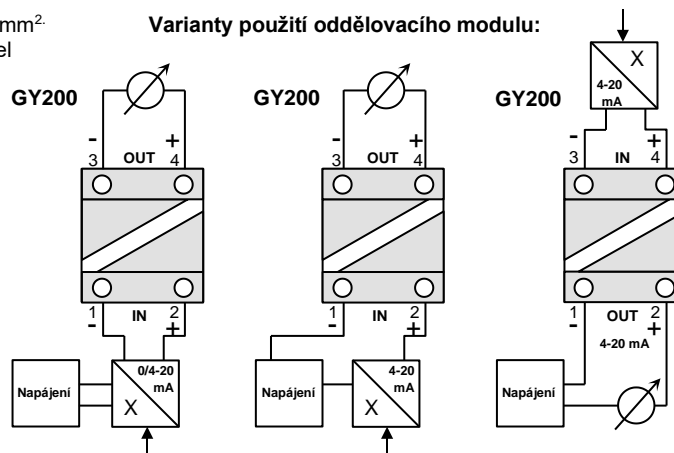 mm².
el
Varianty použití oddělovacího modulu:
GY200
- +
3 OUT 4
1 IN 2
- +
Napájení
0/4-20
mA
X
GY200
- +
3 OUT 4
1 IN 2
- +
Napájení
4-20
mA
X
GY200
X
4-20
mA
- +
3 IN 4
1 OUT 2
- +
4-20 mA
Napájení